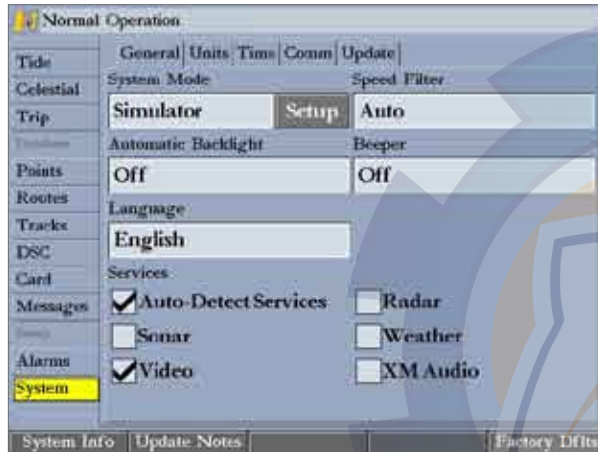 Normal Operation
General Units Time Comm Update
Tide
Celestial
Trip
Points
Routes
Tracks
DSC
Card
Messages
Alarms
System
System Mode
Speed Filter
Simulator Setup
Auto
Automatic Backlight
Beeper
Off
Off
Language
English
Services
Auto-Detect Services
Radar
Sonar
Weather
Video
XM Audio
System Info
Update Notes
Factory Dflts